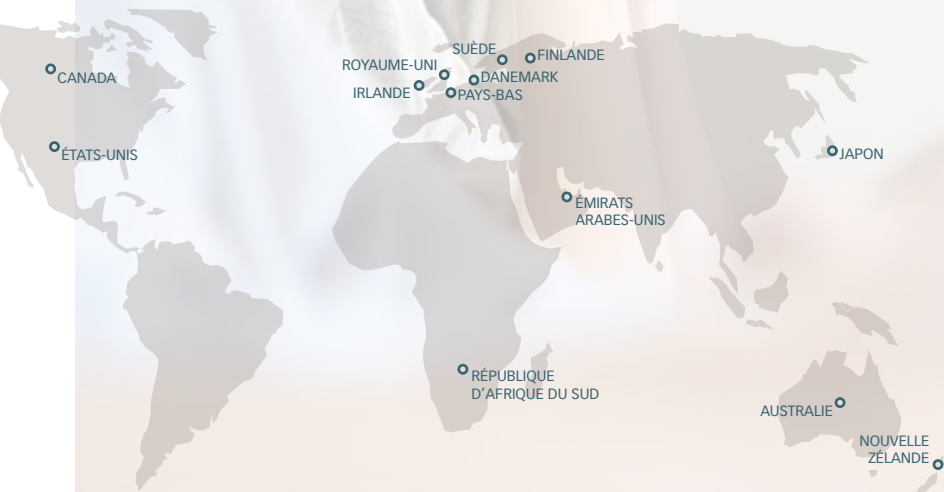 SUÈDE
FINLANDE
ROYAUME-UNI
CANADA
DANEMARK
IRLANDE
PAYS-BAS
ÉTATS-UNIS
JAPON
ÉMIRATS
ARABES-UNIS
RÉPUBLIQUE
D'AFRIQUE DU SUD
AUSTRALIE
NOUVELLE
ZÉLANDE